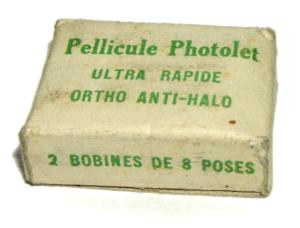 Pellicule Photolet
ULTRA RAPIDE
ORTHO ANTI-HALO
2 BOBINES DE 8 POSES